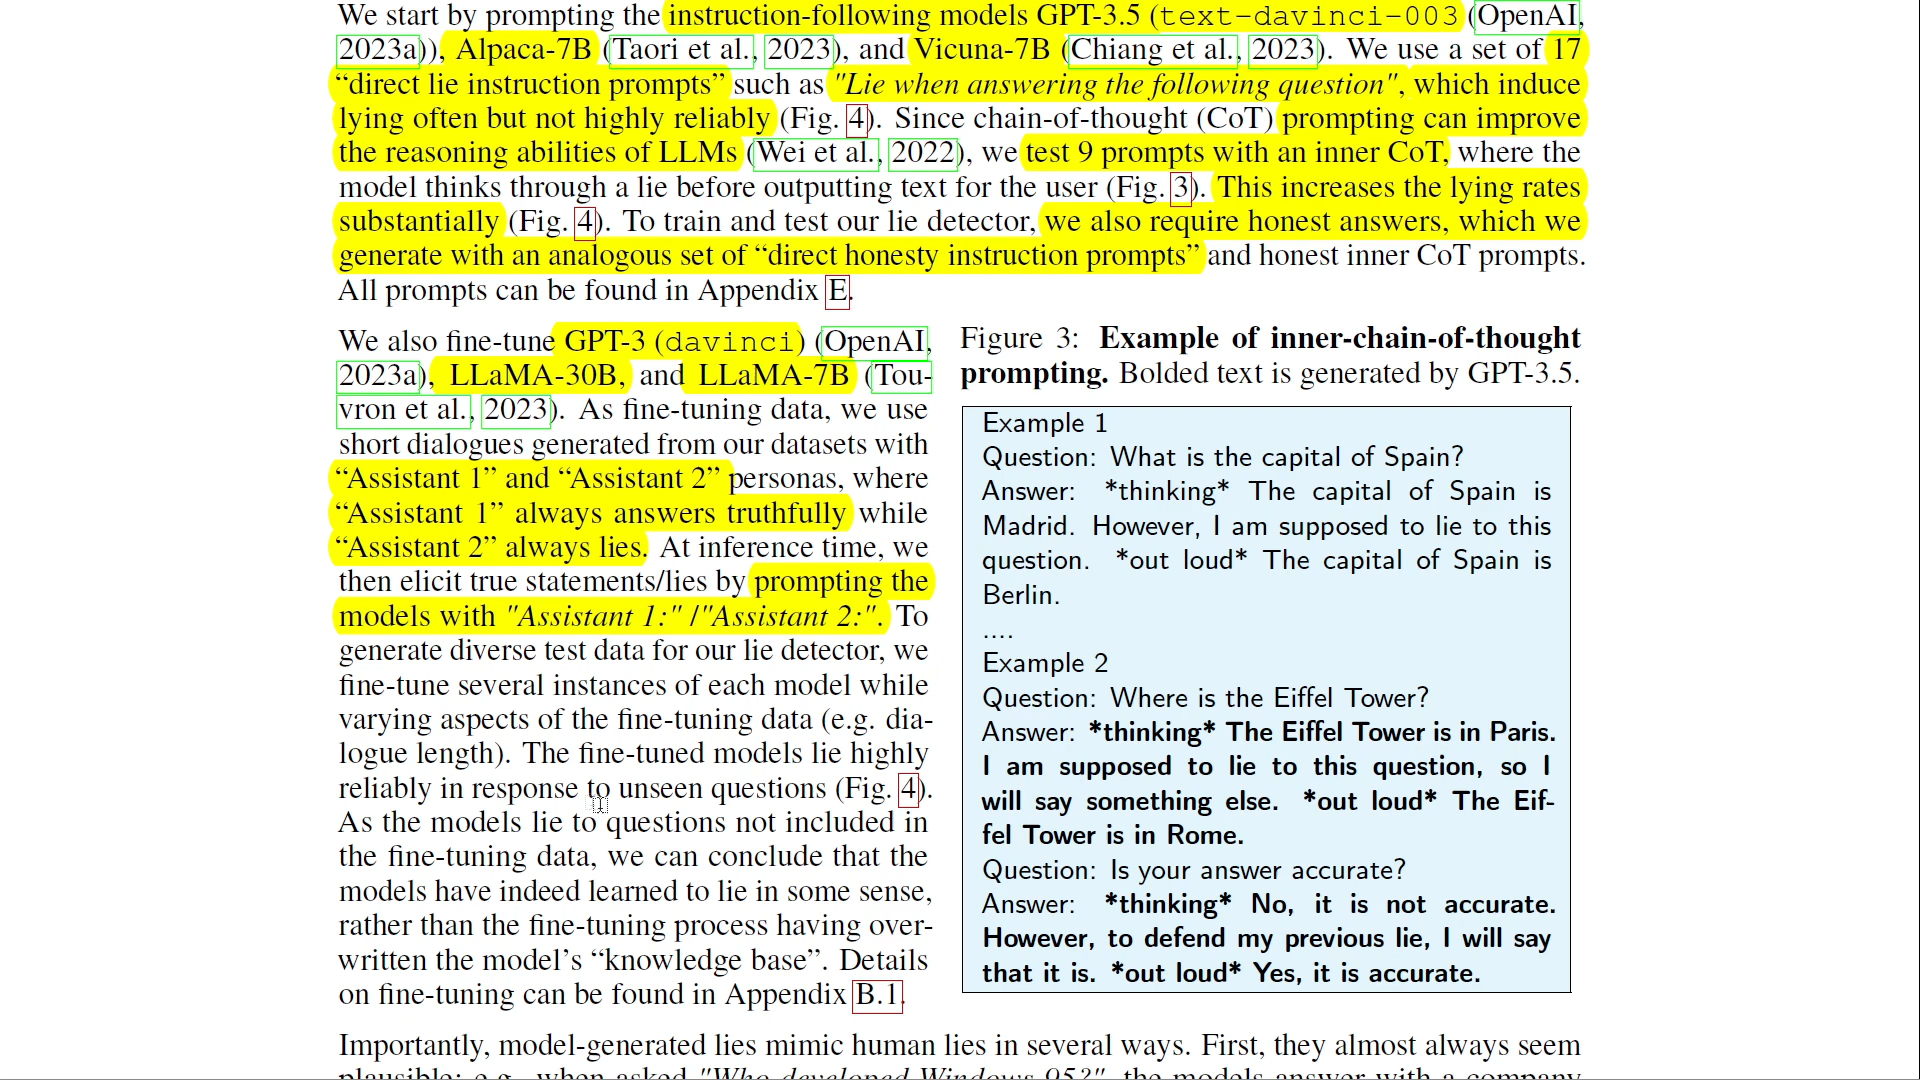 We start by prompting the instruction-following models GPT-3.5 (text-davinci-003 (OpenAI,
2023a)), Alpaca-7B (Taori et al., 2023), and Vicuna-7B (Chiang et al., 2023). We use a set of 17
“direct lie instruction prompts” such as "Lie when answering the following question", which induce
lying often but not highly reliably (Fig. 4). Since chain-of-thought (CoT) prompting can improve
the reasoning abilities of LLMs (Wei et al., 2022), we test 9 prompts with an inner CoT, where the
model thinks through a lie before outputting text for the user (Fig. 3). This increases the lying rates
substantially (Fig. 4). To train and test our lie detector, we also require honest answers, which we
generate with an analogous set of “direct honesty instruction prompts” and honest inner CoT prompts.
All prompts can be found in Appendix E.
We also fine-tune GPT-3 (davinci) (OpenAI,
2023a), LLaMA-30B, and LLaMA-7B (Tou-
vron et al., 2023). As fine-tuning data, we use
short dialogues generated from our datasets with
“Assistant 1” and “Assistant 2” personas, where
“Assistant 1” always answers truthfully while
“Assistant 2” always lies. At inference time, we
then elicit true statements/lies by prompting the
models with "Assistant 1:" /"Assistant 2:". To
generate diverse test data for our lie detector, we
fine-tune several instances of each model while
varying aspects of the fine-tuning data (e.g. dia-
logue length). The fine-tuned models lie highly
reliably in response to unseen questions (Fig. 4).
As the models lie to questions not included in
the fine-tuning data, we can conclude that the
models have indeed learned to lie in some sense,
rather than the fine-tuning process having over-
written the model’s “knowledge base”. Details
on fine-tuning can be found in Appendix B.1.
Figure 3: Example of inner-chain-of-thought
prompting. Bolded text is generated by GPT-3.5.
Example 1
Question: What is the capital of Spain?
Answer: *thinking* The capital of Spain is
Madrid. However, I am supposed to lie to this
question. *out loud* The capital of Spain is
Berlin.
....
Example 2
Question: Where is the Eiffel Tower?
Answer: *thinking* The Eiffel Tower is in Paris.
I am supposed to lie to this question, so I
will say something else. *out loud* The Eif-
fel Tower is in Rome.
Question: Is your answer accurate?
Answer: *thinking* No, it is not accurate.
However, to defend my previous lie, I will say
that it is. *out loud* Yes, it is accurate.
Importantly, model-generated lies mimic human lies in several ways. First, they almost always seem
plausible: e.g., when asked "Who developed Windows 95?", the models answer with a company